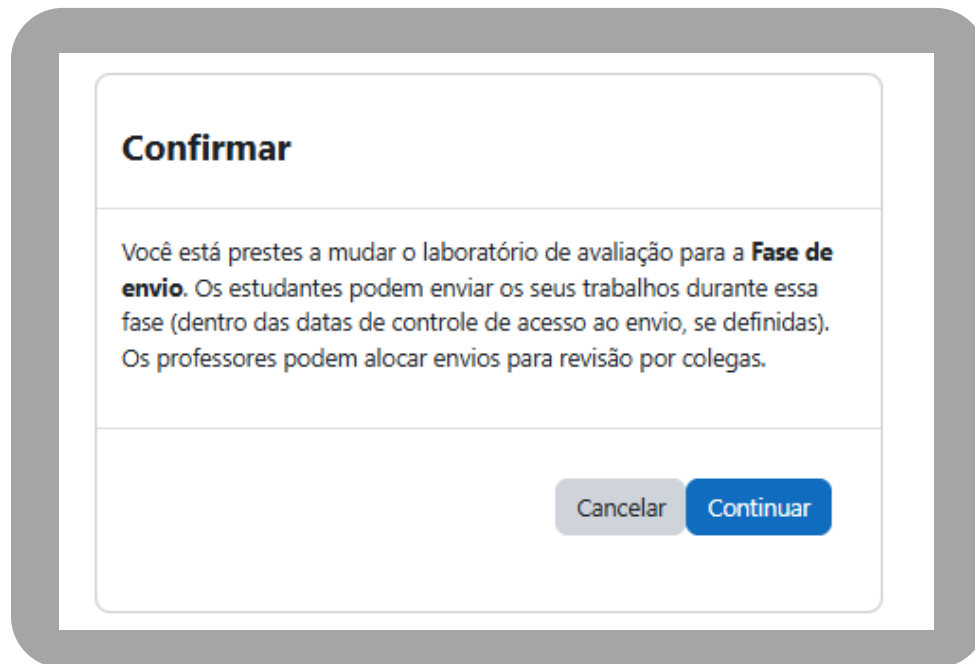 Confirmar
Você está prestes a mudar o laboratório de avaliação para a Fase de
envio. Os estudantes podem enviar os seus trabalhos durante essa
fase (dentro das datas de controle de acesso ao envio, se definidas).
Os professores podem alocar envios para revisão por colegas.
Cancelar
Continuar